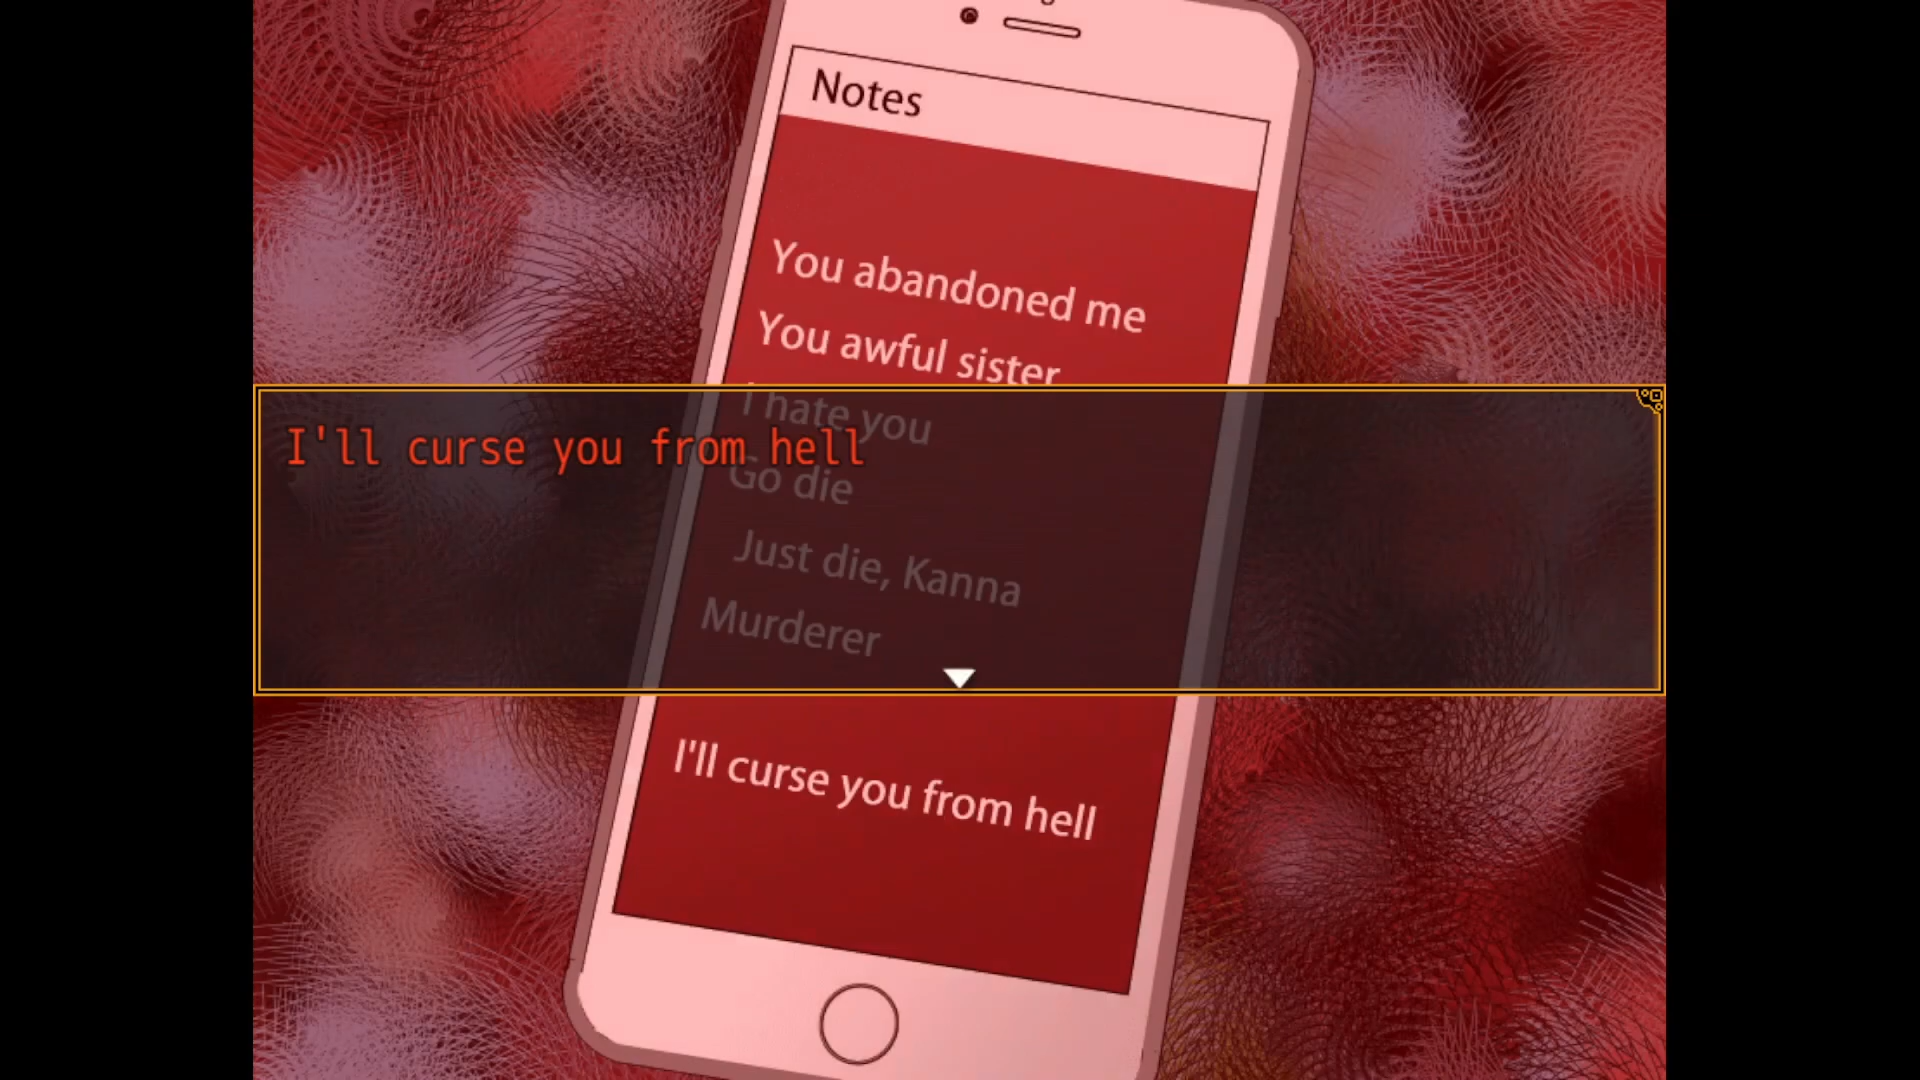 Notes
You abandoned me
You awful sister
I hate you
I'll curse you from hell
Go die
Just die, Kanna
Murderer
I'll curse you from hell